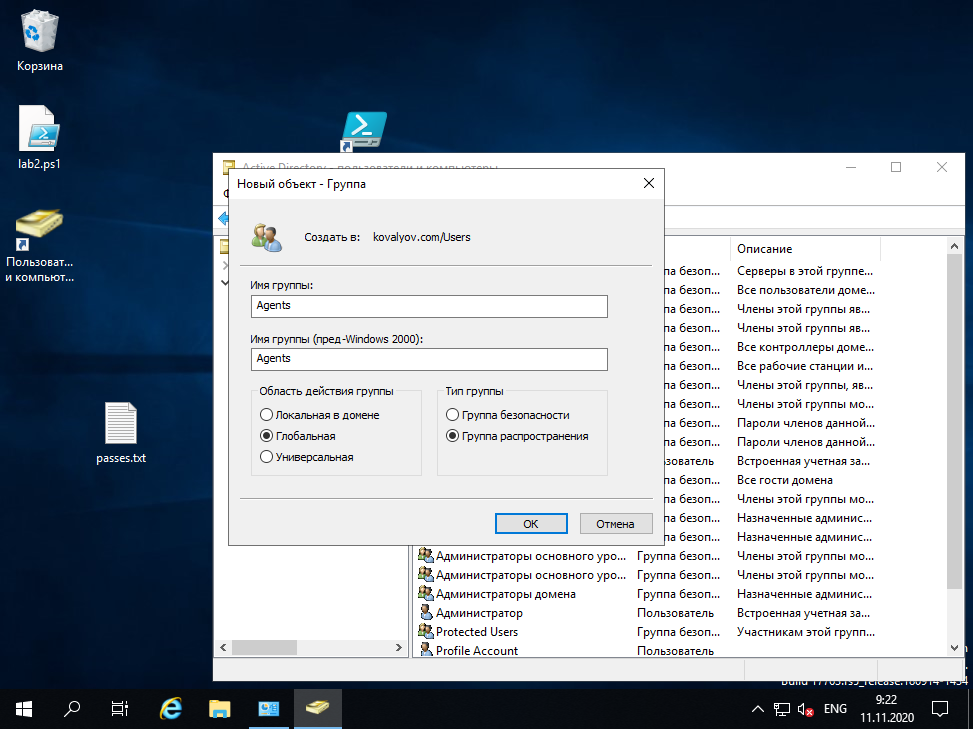 Корзина
lab2.ps1
Пользоват...
и компьют...
passes.txt
Active Directory - пользователи и компьютеры
Новый объект - Группа
Создать в: kovalyov.com/Users
Имя группы:
Agents
Имя группы (пред-Windows 2000):
Agents
Область действия группы
Локальная в домене
Глобальная
Универсальная
Тип группы
Группа безопасности
Группа распространения
ОК
Отмена
Описание
па безоп... Серверы в этой группе...
па безоп... Все пользователи доме...
па безоп... Члены этой группы яв...
па безоп... Члены этой группы яв...
па безоп... Все контроллеры доме...
па безоп... Все рабочие станции и...
па безоп... Члены этой группы, яв...
па безоп... Члены этой группы мо...
па безоп... Пароли членов данной...
па безоп... Пароли членов данной...
зователь Встроенная учетная за...
па безоп... Все гости домена
па безоп... Члены этой группы мо...
па безоп... Назначенные админис...
па безоп... Назначенные админис...
Администраторы основного уро... Группа безоп... Члены этой группы мо...
Администраторы основного уро... Группа безоп... Члены этой группы мо...
Администраторы домена Группа безоп... Назначенные админис...
Администратор Пользователь Встроенная учетная за...
Protected Users Группа безоп... Участникам этой групп...
Profile Account Пользователь
Build 17763.rs5_release.180914-1434
ENG
9:22
11.11.2020